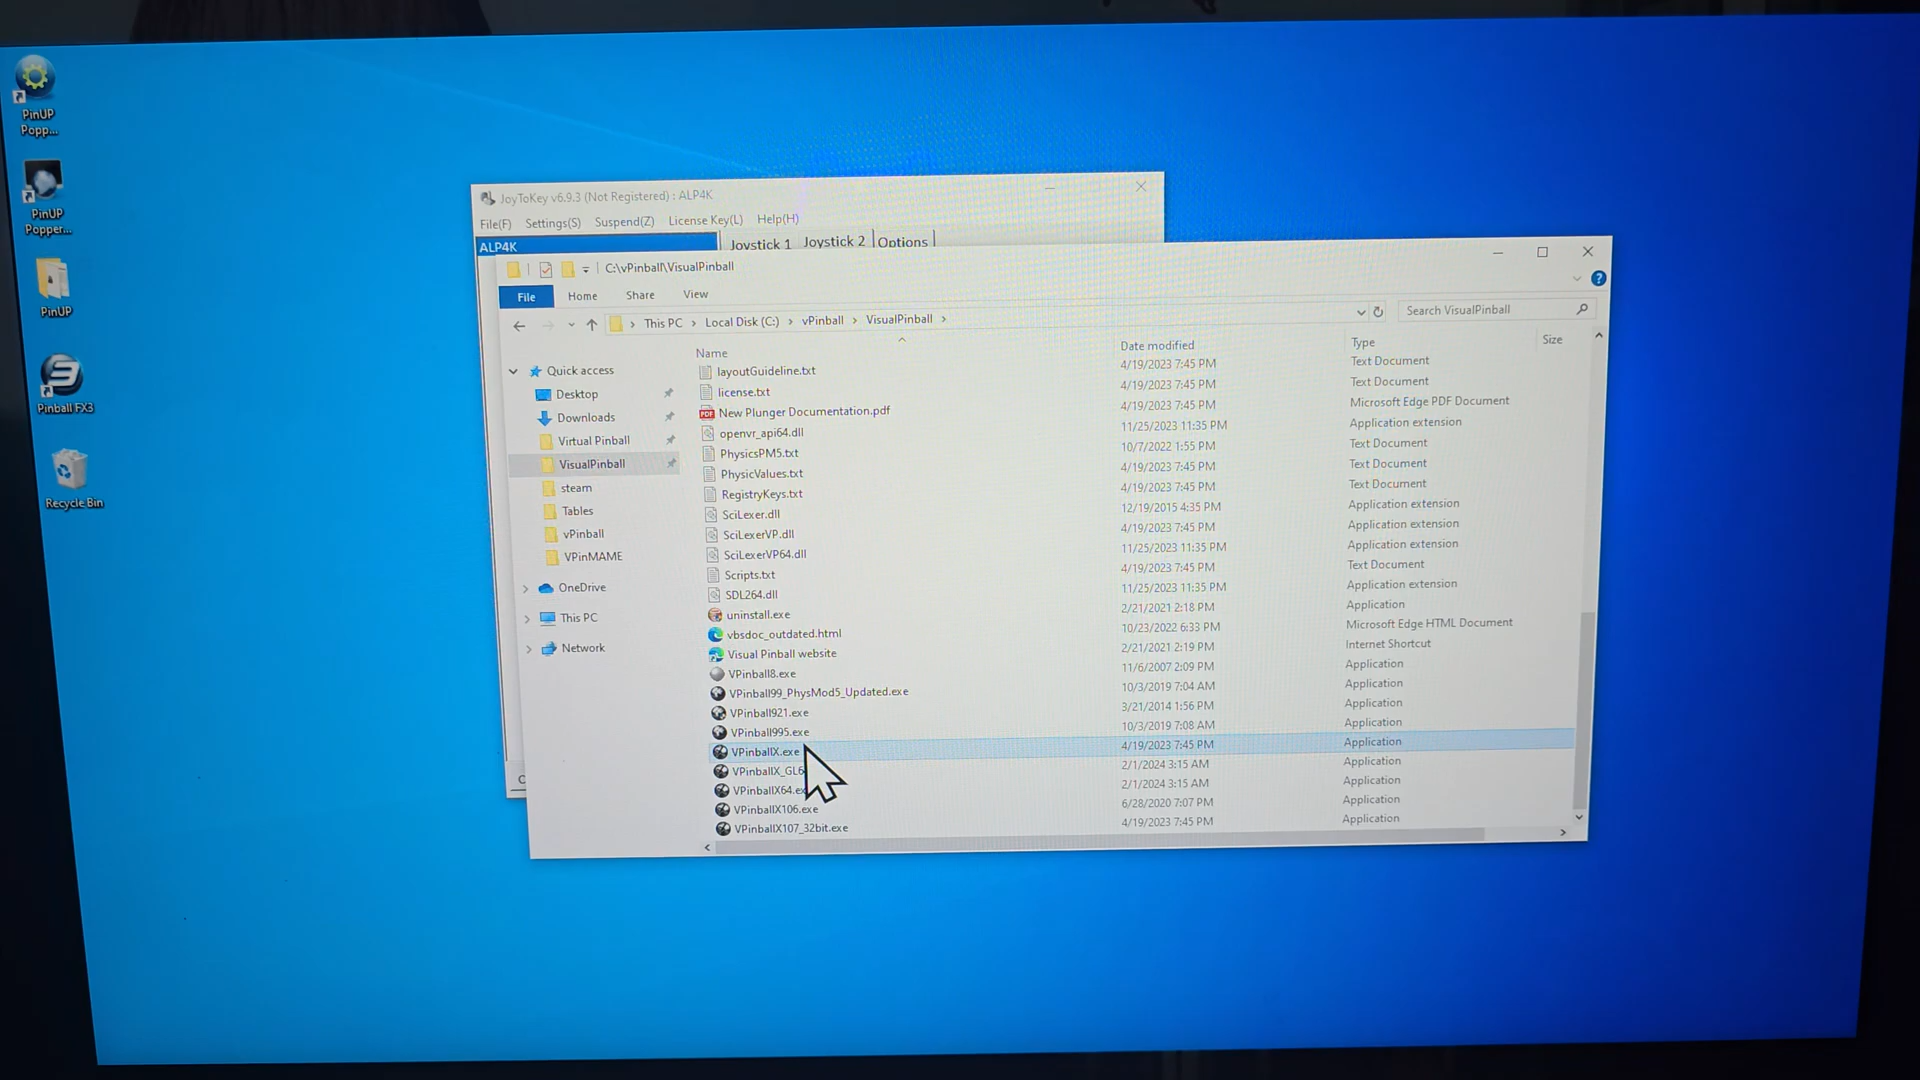 PinUP
Popp...
PinUP
Popper...
PinUP
Pinball FX3
Recycle Bin
JoyToKey v6.9.3 (Not Registered) : ALP4K
File(F) Settings(S) Suspend(Z) License Key(L) Help(H)
ALP4K
Joystick 1 Joystick 2 Options
C:\vPinball\VisualPinball
File Home Share View
This PC Local Disk (C:) vPinball VisualPinball
Search VisualPinball
Quick access
Desktop
Downloads
Virtual Pinball
VisualPinball
steam
Tables
vPinball
VPinMAME
OneDrive
This PC
Network
Name Date modified Type Size
layoutGuideline.txt 4/19/2023 7:45 PM Text Document
license.txt 4/19/2023 7:45 PM Text Document
New Plunger Documentation.pdf 4/19/2023 7:45 PM Microsoft Edge PDF Document
openvr_api64.dll 11/25/2023 11:35 PM Application extension
PhysicsPM5.txt 10/7/2022 1:55 PM Text Document
PhysicValues.txt 4/19/2023 7:45 PM Text Document
RegistryKeys.txt 4/19/2023 7:45 PM Text Document
SciLexer.dll 12/19/2015 4:35 PM Application extension
SciLexerVP.dll 4/19/2023 7:45 PM Application extension
SciLexerVP64.dll 11/25/2023 11:35 PM Application extension
Scripts.txt 4/19/2023 7:45 PM Text Document
SDL264.dll 11/25/2023 11:35 PM Application extension
uninstall.exe 2/21/2021 2:18 PM Application
vbsdoc_outdated.html 10/23/2022 6:33 PM Microsoft Edge HTML Document
Visual Pinball website 2/21/2021 2:19 PM Internet Shortcut
VPinball8.exe 11/6/2007 2:09 PM Application
VPinball99_PhysMod5_Updated.exe 10/3/2019 7:04 AM Application
VPinball921.exe 3/21/2014 1:56 PM Application
VPinball995.exe 10/3/2019 7:08 AM Application
VPinballX.exe 4/19/2023 7:45 PM Application
VPinballX_GL6 2/1/2024 3:15 AM Application
VPinballX64.ex 2/1/2024 3:15 AM Application
VPinballX106.exe 6/28/2020 7:07 PM Application
VPinballX107_32bit.exe 4/19/2023 7:45 PM Application